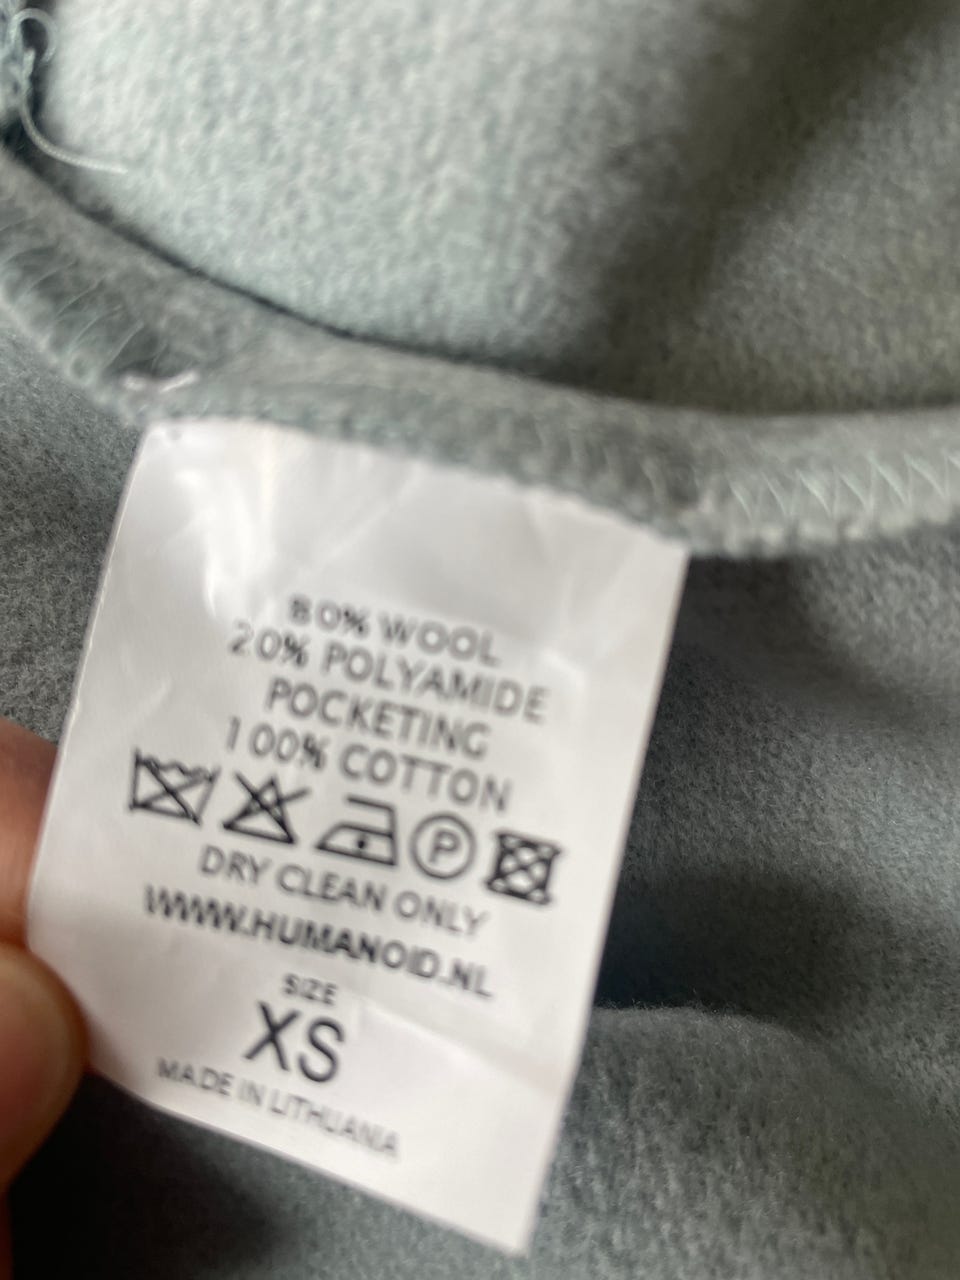 80% WOOL
20% POLYAMIDE
POCKETING
100% COTTON
P
DRY CLEAN ONLY
WWW.HUMANOID.NL
SIZE
XS
MADE IN LITHUANIA